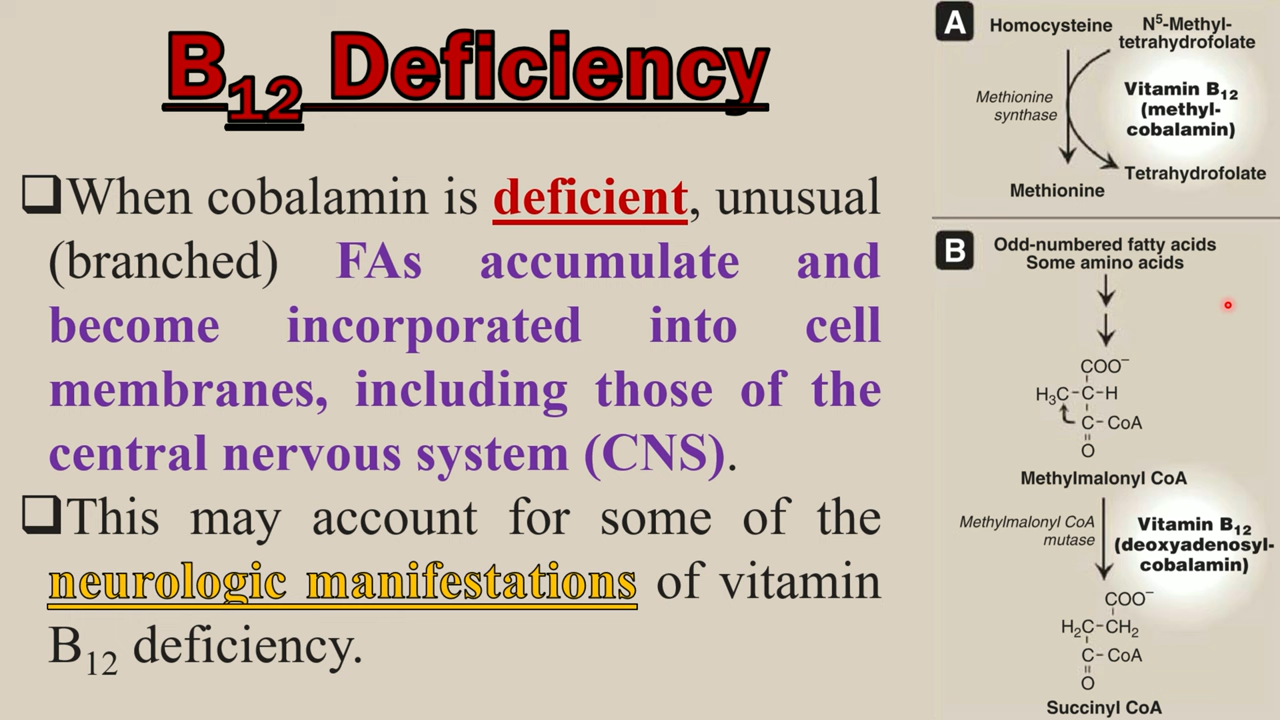 B12 Deficiency
❑When cobalamin is deficient, unusual
(branched) FAs accumulate and
become incorporated into cell
membranes, including those of the
central nervous system (CNS).
❑This may account for some of the
neurologic manifestations of vitamin
B12 deficiency.
A
Homocysteine
N5-Methyl-
tetrahydrofolate
Methionine
synthase
Vitamin B12
(methyl-
cobalamin)
Tetrahydrofolate
Methionine
B
Odd-numbered fatty acids
Some amino acids
COO−
H3C-C-H
C-CoA
O
Methylmalonyl CoA
Methylmalonyl CoA
mutase
Vitamin B12
(deoxyadenosyl-
cobalamin)
COO−
H2C-CH2
C-CoA
O
Succinyl CoA